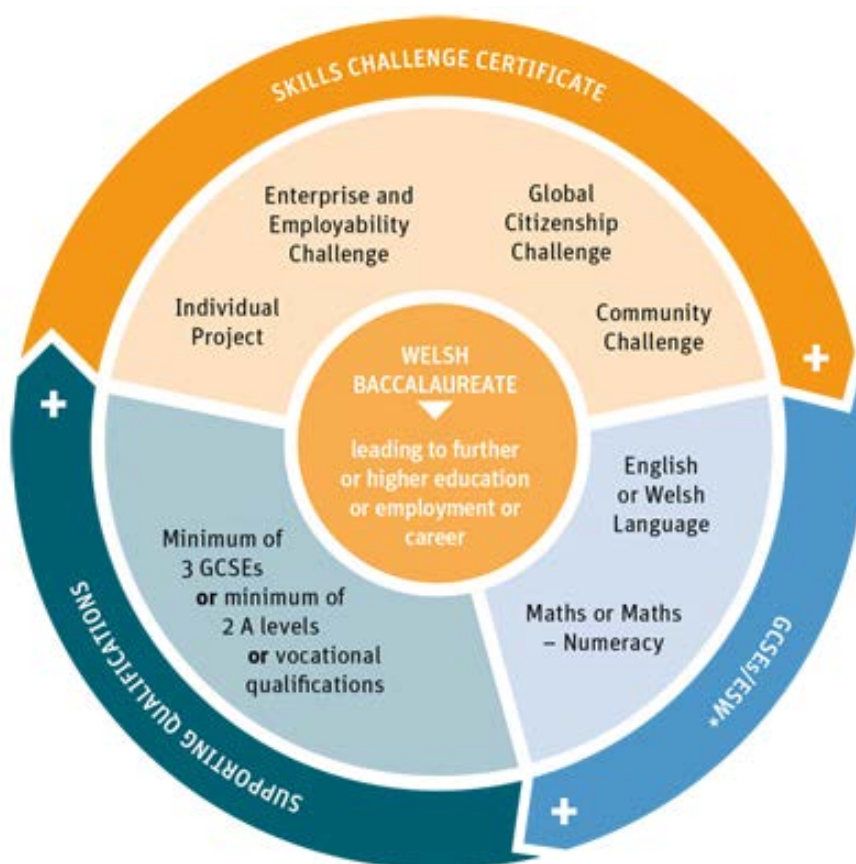 SKILLS CHALLENGE CERTIFICATE
Enterprise and
Employability
Challenge
Global
Citizenship
Challenge
Individual
Project
Community
Challenge
WELSH
BACCALAUREATE
leading to further
or higher education
or employment or
career
+
+
English
or Welsh
Language
Maths or Maths
– Numeracy
GCSEs/ESW*
+
Minimum of
3 GCSEs
or minimum of
2 A levels
or vocational
qualifications
SUPPORTING QUALIFICATIONS